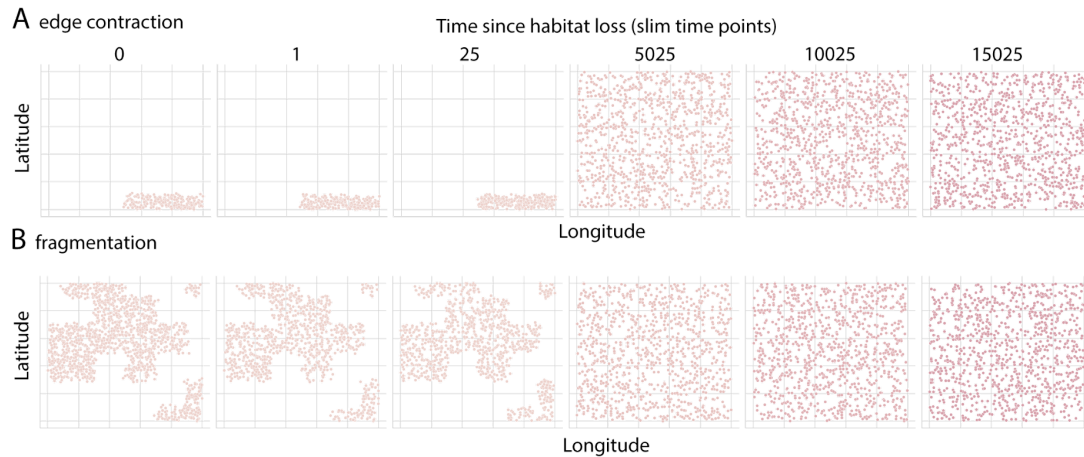 A edge contraction
Time since habitat loss (slim time points)
0 1 25 5025 10025 15025
Latitude
Longitude
B fragmentation
Latitude
Longitude